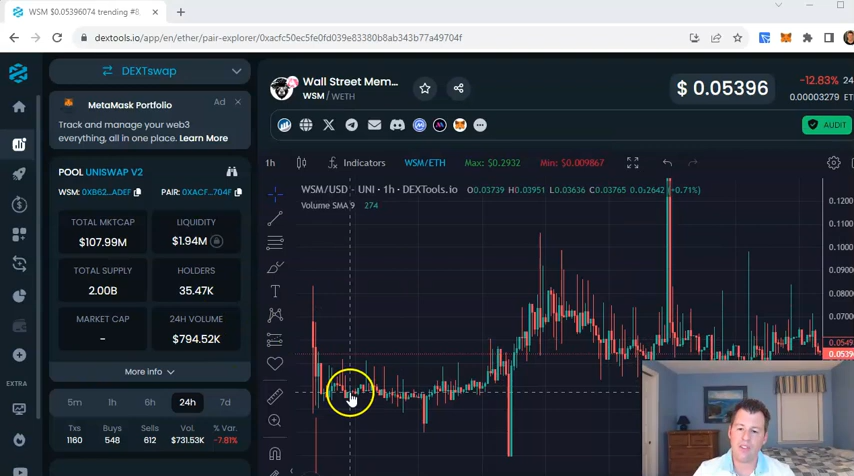 WSM $0.05396074 trending #8
dextools.io/app/en/ether/pair-explorer/0xacfc50ec5fe0fd039e83380b8ab343b77a49704f
DEXTswap
MetaMask Portfolio
Ad
Track and manage your web3
everything, all in one place. Learn More
POOL UNISWAP V2
WSM: 0XB62...ADEF
PAIR: 0XACF...704F
TOTAL MKTCAP
$107.99M
LIQUIDITY
$1.94M
TOTAL SUPPLY
2.00B
HOLDERS
35.47K
MARKET CAP
-
24H VOLUME
$794.52K
More info
5m 1h 6h 24h 7d
Txs Buys Sells Vol. % Var.
1160 548 612 $731.53K -7.81%
EXTRA
Wall Street Mem...
WSM / WETH
$ 0.05396
-12.83%
24
0.00003279
AUDIT
1h
Indicators
WSM/ETH
Max: $0.2932
Min: $0.009867
WSM/USD - UNI · 1h · DEXTools.io
O0.03739 H0.03951 L0.03636 C0.03765 0.0₂2642 (+0.71%)
Volume SMA 9 274
0.1200
0.1000
0.0800
0.0700
0.0549
0.0539